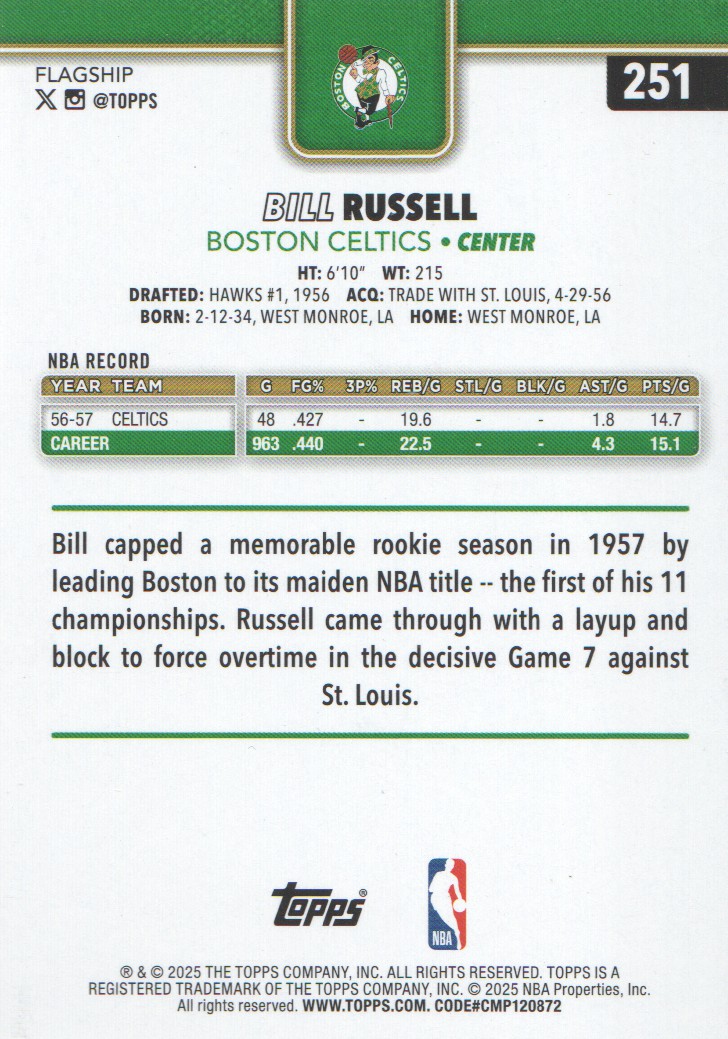 FLAGSHIP
@TOPPS
BOSTON CELTICS
251
BILL RUSSELL
BOSTON CELTICS • CENTER
HT: 6'10" WT: 215
DRAFTED: HAWKS #1, 1956 ACQ: TRADE WITH ST. LOUIS, 4-29-56
BORN: 2-12-34, WEST MONROE, LA HOME: WEST MONROE, LA
NBA RECORD
YEAR TEAM G FG% 3P% REB/G STL/G BLK/G AST/G PTS/G
56-57 CELTICS 48 .427 - 19.6 - - 1.8 14.7
CAREER 963 .440 - 22.5 - - 4.3 15.1
Bill capped a memorable rookie season in 1957 by
leading Boston to its maiden NBA title -- the first of his 11
championships. Russell came through with a layup and
block to force overtime in the decisive Game 7 against
St. Louis.
Topps®
NBA
® & © 2025 THE TOPPS COMPANY, INC. ALL RIGHTS RESERVED. TOPPS IS A
REGISTERED TRADEMARK OF THE TOPPS COMPANY, INC. © 2025 NBA Properties, Inc.
All rights reserved. WWW.TOPPS.COM. CODE#CMP120872